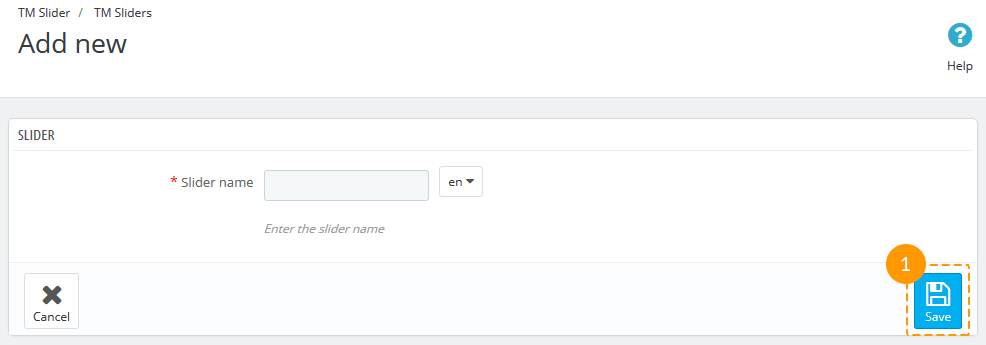 TM Slider / TM Sliders
Add new
?
Help
SLIDER
* Slider name
en
Enter the slider name
1
Cancel
Save